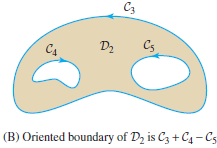 C₃
C₄ D₂ C₅
(B) Oriented boundary of D₂ is C₃ + C₄ − C₅